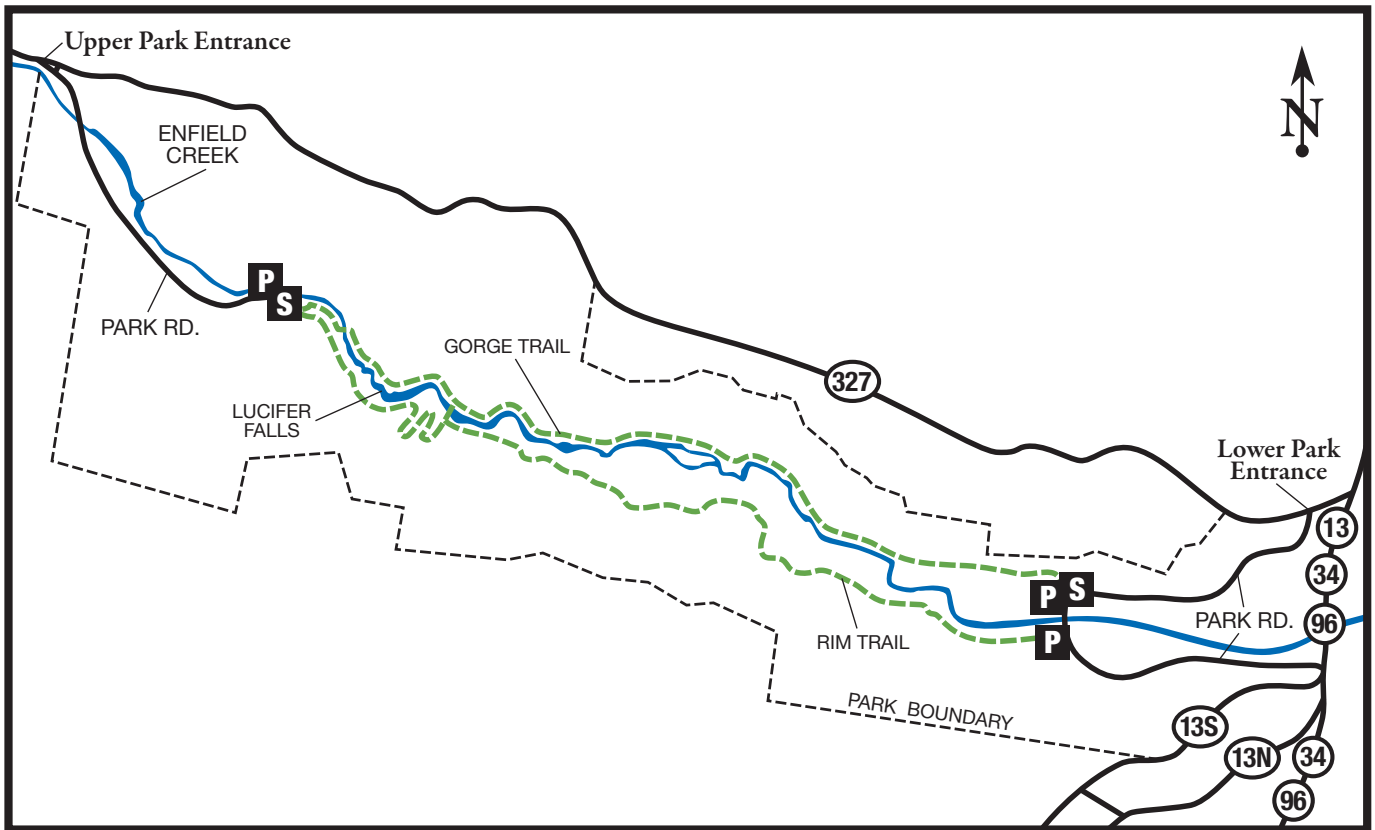 Upper Park Entrance
N
ENFIELD
CREEK
P
S
PARK RD.
GORGE TRAIL
327
LUCIFER
FALLS
Lower Park
Entrance
13
34
P
S
96
PARK RD.
RIM TRAIL
P
PARK BOUNDARY
13S
13N
34
96